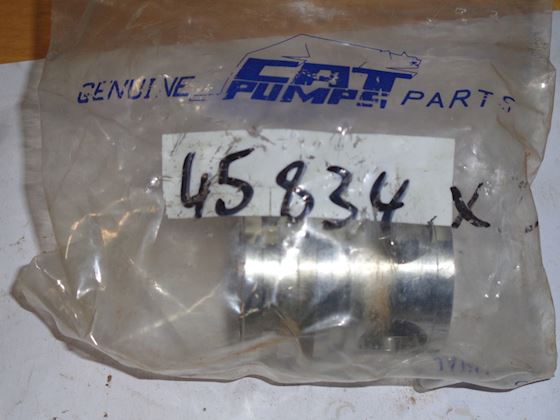 GENUINE CAT PUMPS PARTS
45834 X